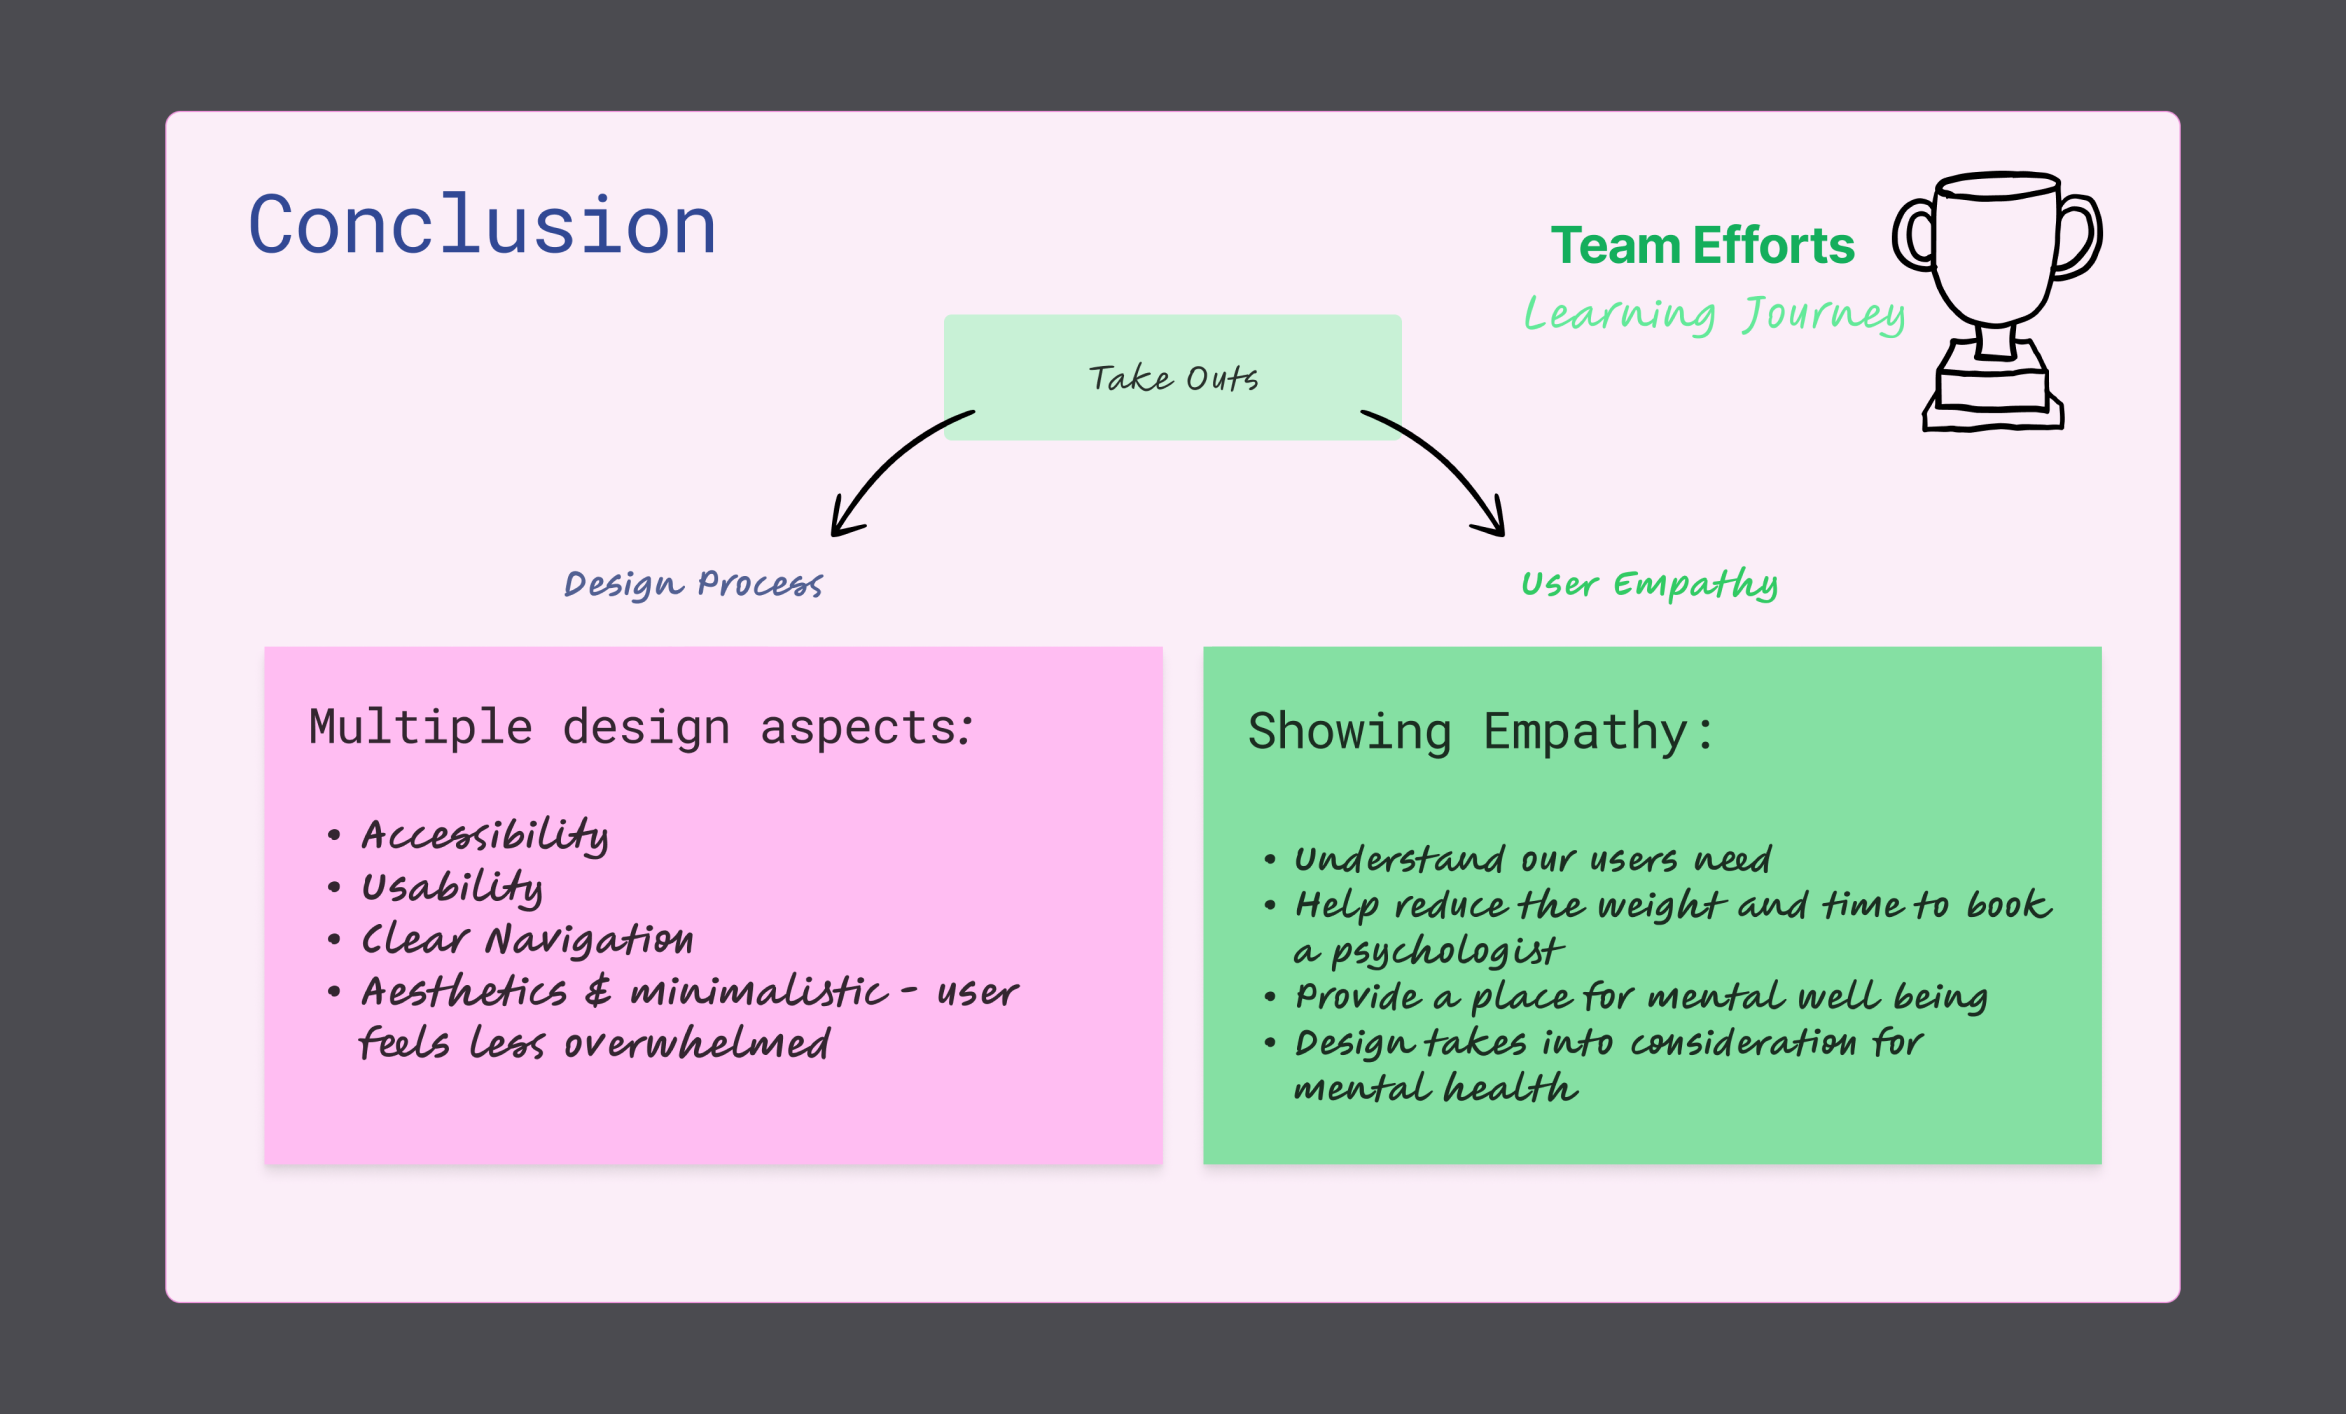 Conclusion
Team Efforts
Learning Journey
Take Outs
Design Process
User Empathy
Multiple design aspects:
• Accessibility
• Usability
• Clear Navigation
• Aesthetics & minimalistic - user
feels less overwhelmed
Showing Empathy:
• Understand our users need
• Help reduce the weight and time to book
a psychologist
• Provide a place for mental well being
• Design takes into consideration for
mental health